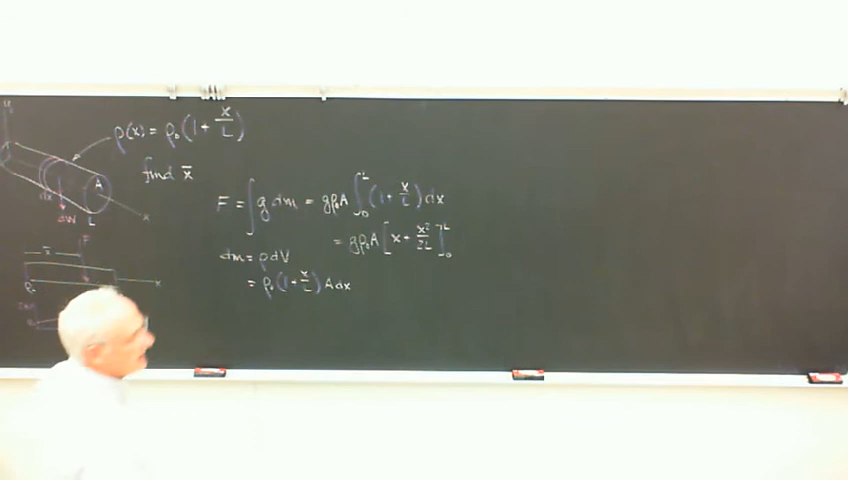 ρ(x) = ρ₀(1 + x/L)
find x̄
A
dx
dW
L
x
F = ∫ g dm = gρ₀A ∫₀ᴸ (1 + x/L) dx
= gρ₀A [x + x²/2L]₀ᴸ
dm = ρdV
= ρ₀(1 + x/L) A dx
x̄
F
x